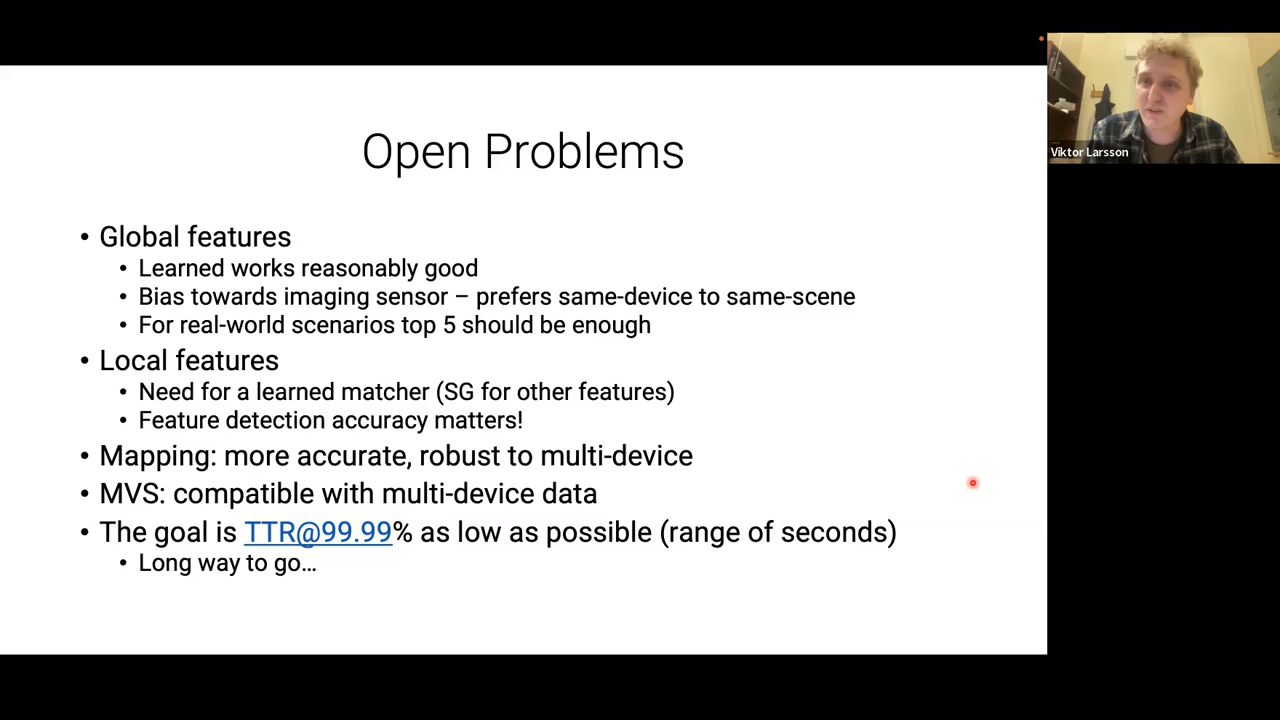 Open Problems
• Global features
• Learned works reasonably good
• Bias towards imaging sensor – prefers same-device to same-scene
• For real-world scenarios top 5 should be enough
• Local features
• Need for a learned matcher (SG for other features)
• Feature detection accuracy matters!
• Mapping: more accurate, robust to multi-device
• MVS: compatible with multi-device data
• The goal is TTR@99.99% as low as possible (range of seconds)
• Long way to go…
Viktor Larsson